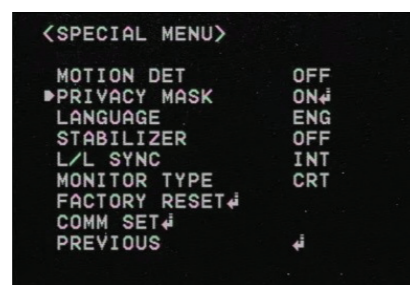 <SPECIAL MENU>
MOTION DET OFF
PRIVACY MASK ON↲
LANGUAGE ENG
STABILIZER OFF
L/L SYNC INT
MONITOR TYPE CRT
FACTORY RESET↲
COMM SET↲
PREVIOUS ↲